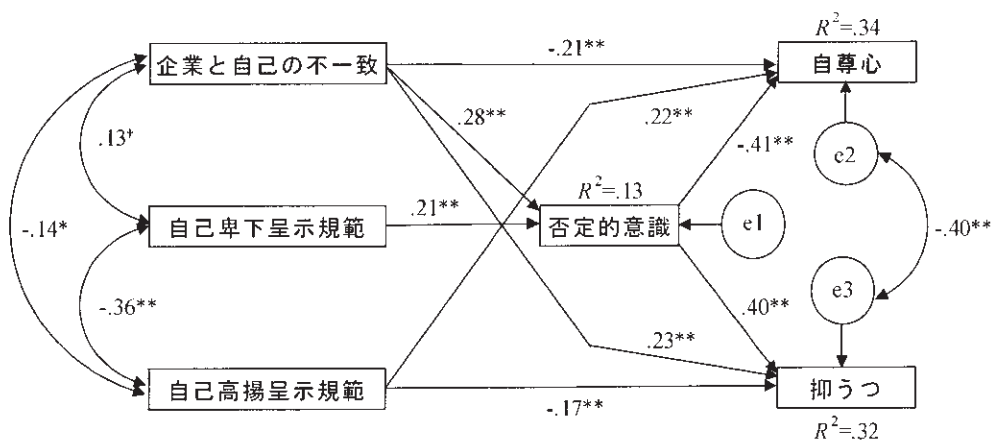 R²=.34
企業と自己の不一致
-.21**
自尊心
.28**
.22**
.13†
-.41**
e2
R²=.13
-.14*
自己卑下呈示規範
.21**
否定的意識
e1
-.40**
-.36**
e3
.40**
.23**
自己高揚呈示規範
-.17**
抑うつ
R²=.32